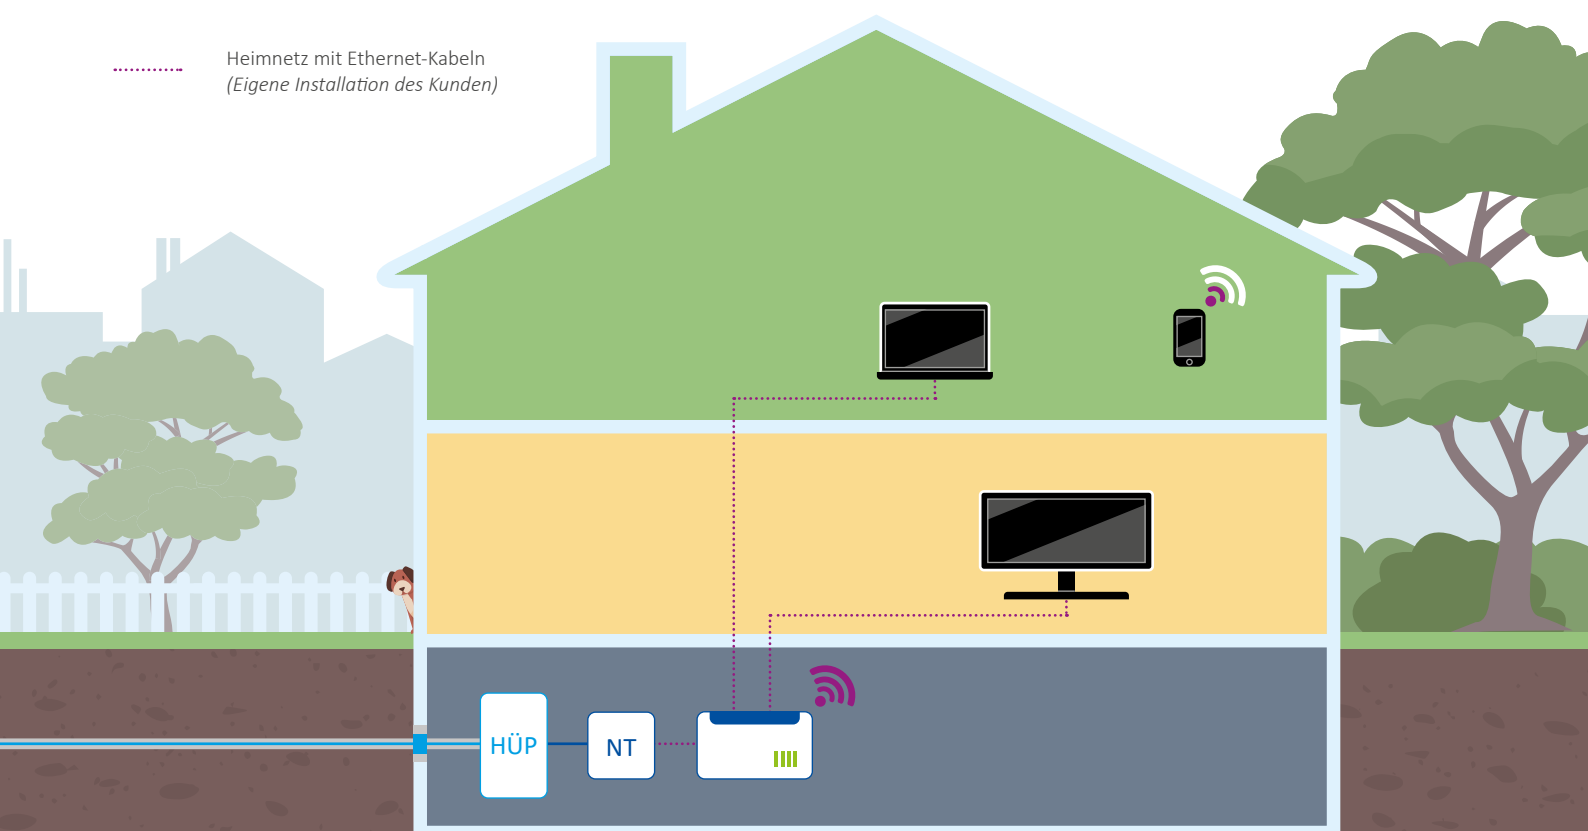 Heimnetz mit Ethernet-Kabeln
(Eigene Installation des Kunden)
HÜP
NT